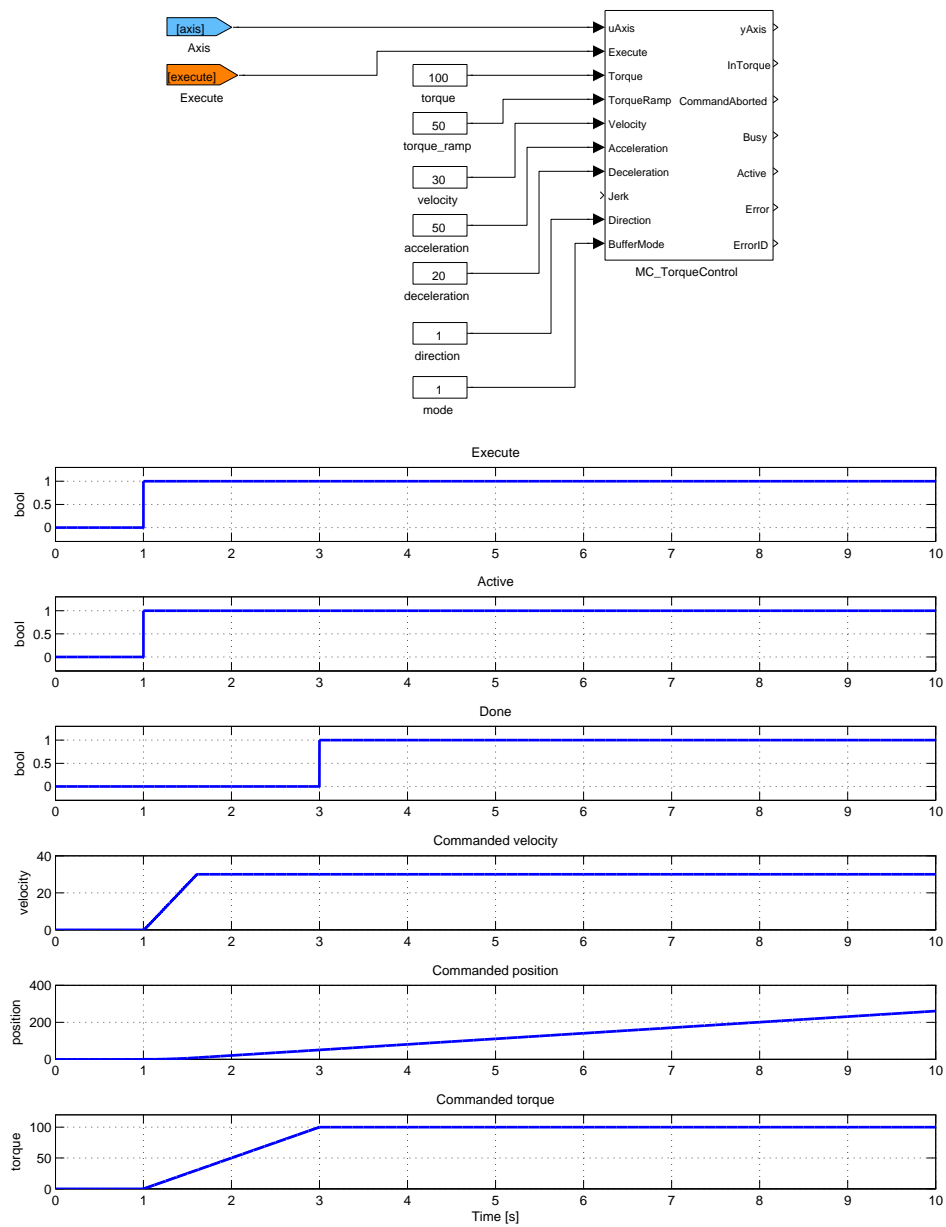 [axis]
Axis
[execute]
Execute
100
torque
50
torque_ramp
30
velocity
50
acceleration
20
deceleration
1
direction
1
mode
uAxis
Execute
Torque
TorqueRamp
Velocity
Acceleration
Deceleration
Jerk
Direction
BufferMode
yAxis
InTorque
CommandAborted
Busy
Active
Error
ErrorID
MC_TorqueControl
Execute
bool
1
0.5
0
0 1 2 3 4 5 6 7 8 9 10
Active
bool
1
0.5
0
0 1 2 3 4 5 6 7 8 9 10
Done
bool
1
0.5
0
0 1 2 3 4 5 6 7 8 9 10
Commanded velocity
velocity
40
20
0
0 1 2 3 4 5 6 7 8 9 10
Commanded position
position
400
200
0
0 1 2 3 4 5 6 7 8 9 10
Commanded torque
torque
100
50
0
0 1 2 3 4 5 6 7 8 9 10
Time [s]